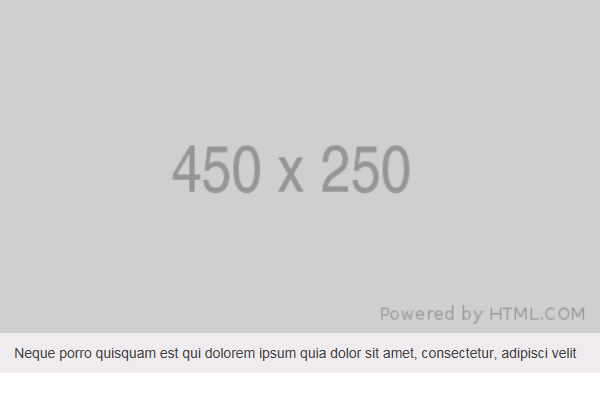 450 x 250
Powered by HTML.COM
Neque porro quisquam est qui dolorem ipsum quia dolor sit amet, consectetur, adipisci velit